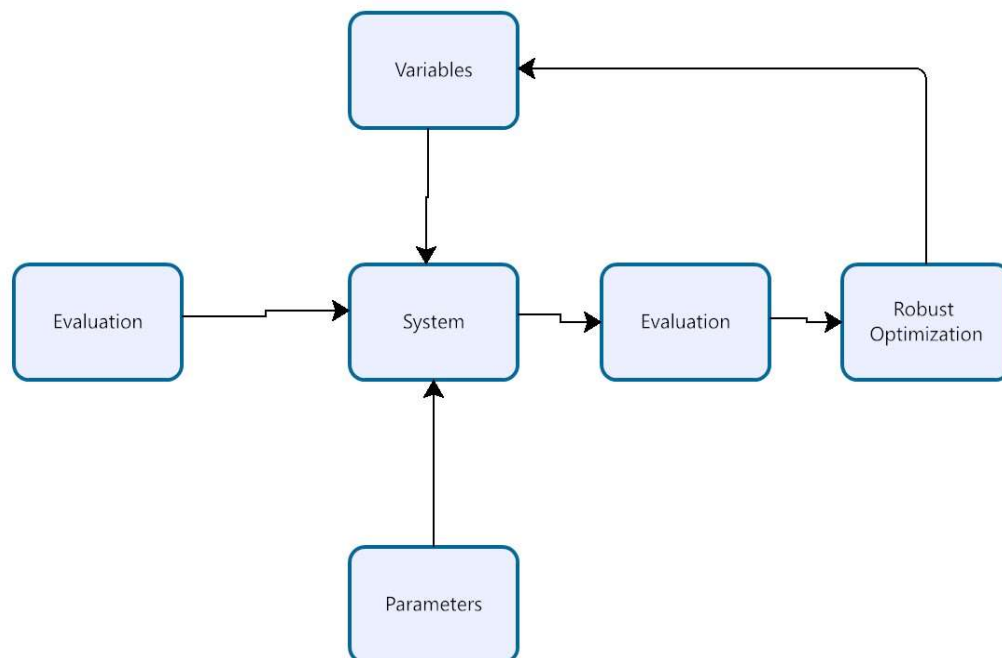 Variables
Evaluation
System
Evaluation
Robust
Optimization
Parameters